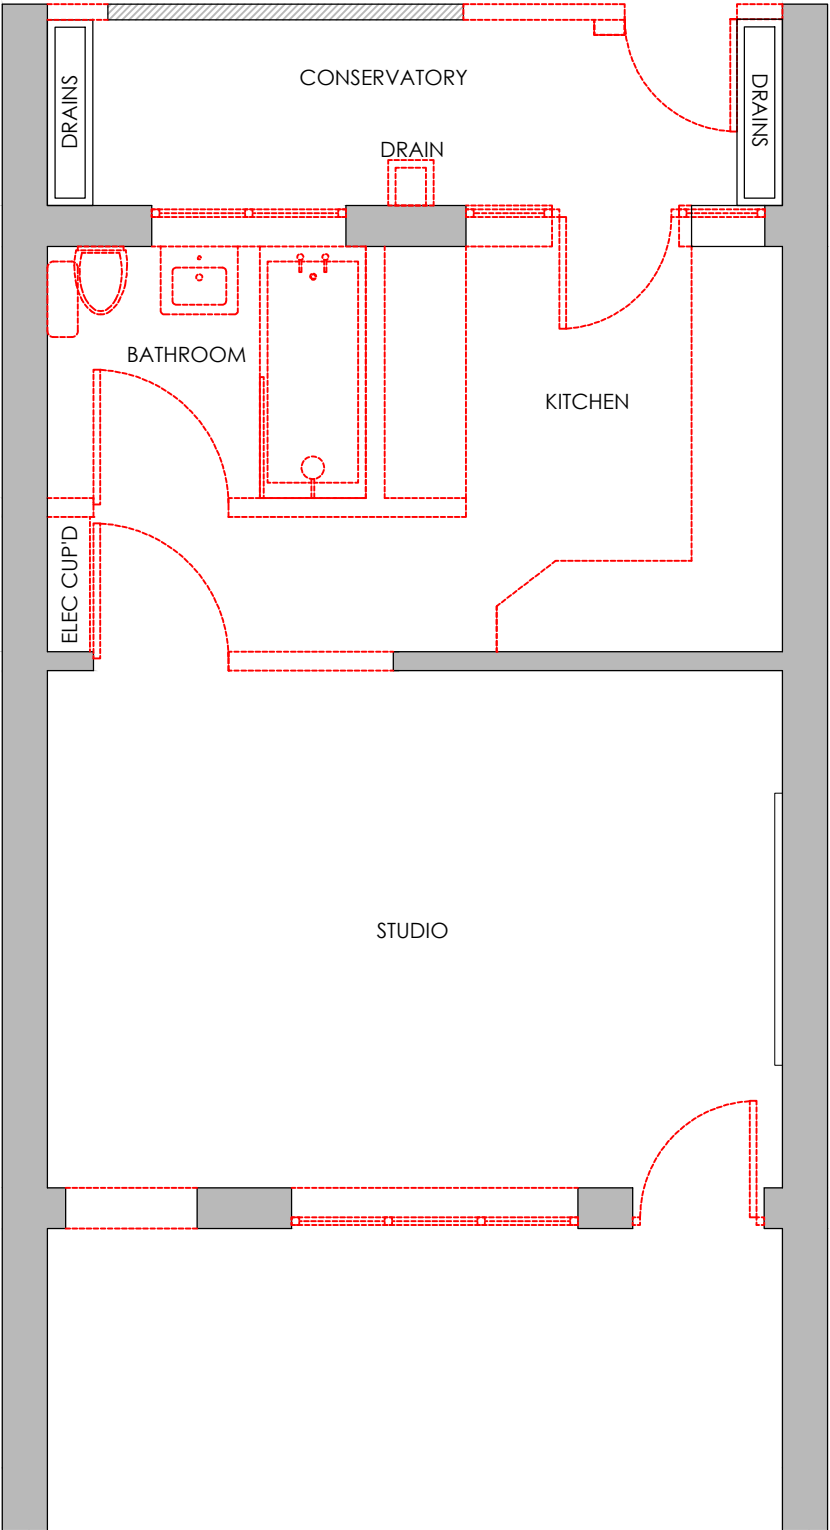 CONSERVATORY
DRAINS
DRAINS
DRAIN
BATHROOM
KITCHEN
ELEC CUP'D
STUDIO